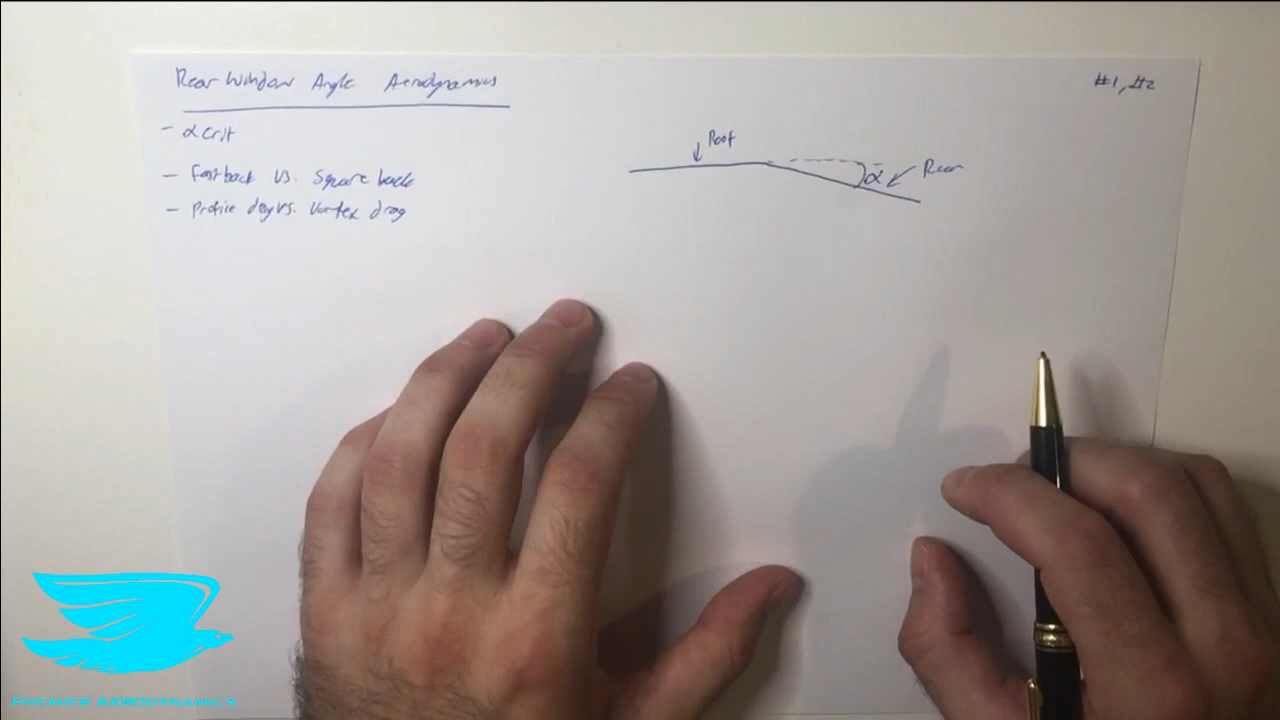 Rear Window Angle Aerodynamics
#1, #2
- αcrit
- Fastback vs. Square back
- Profile drag vs. Vortex drag
Roof
α
Rear
PREMIER AERODYNAMICS